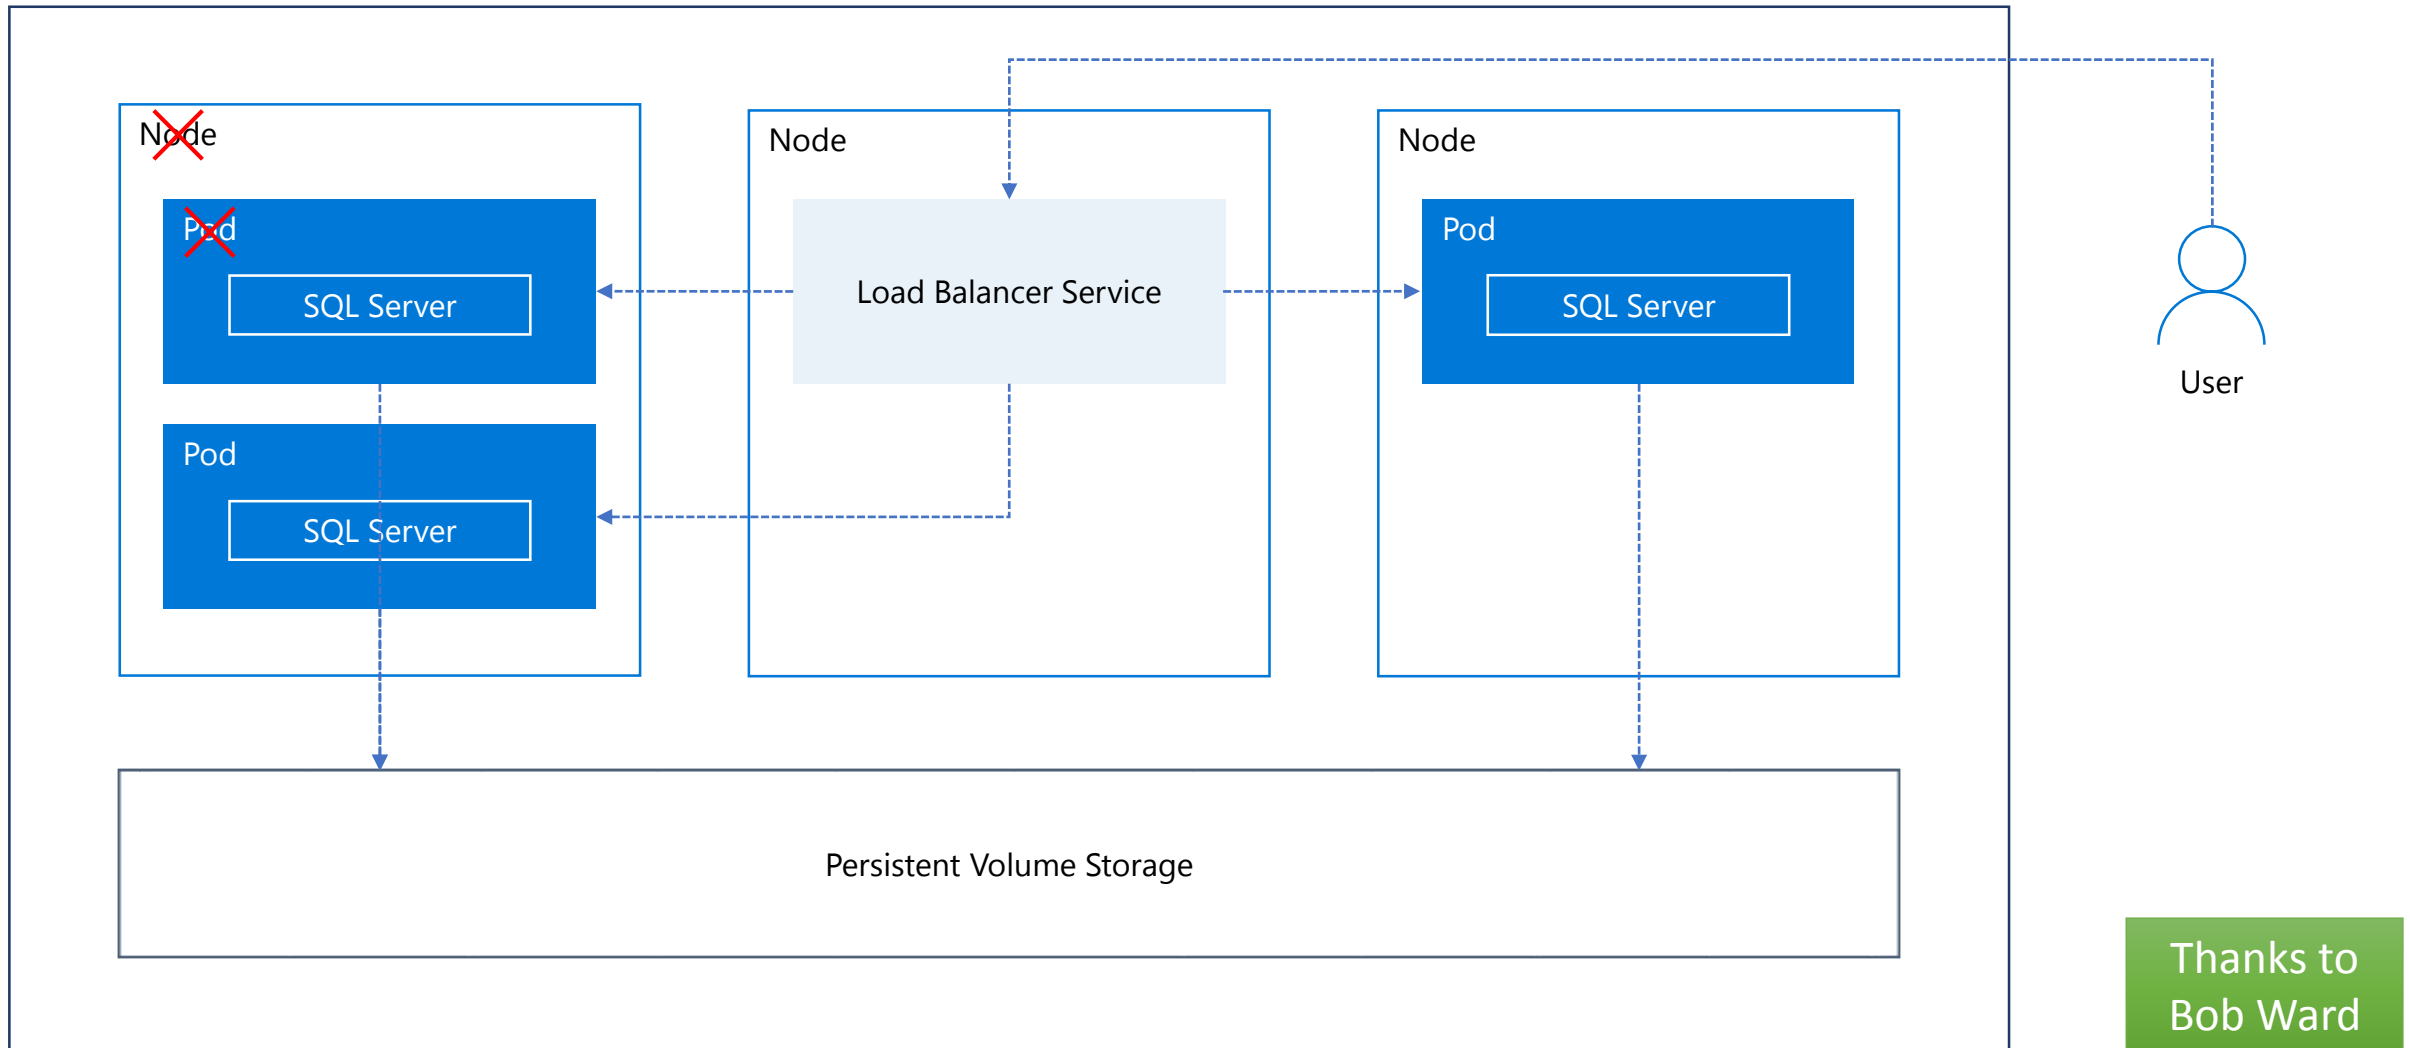 Node
Node
Node
Pod
Pod
SQL Server
Load Balancer Service
SQL Server
User
Pod
SQL Server
Persistent Volume Storage
Thanks to
Bob Ward